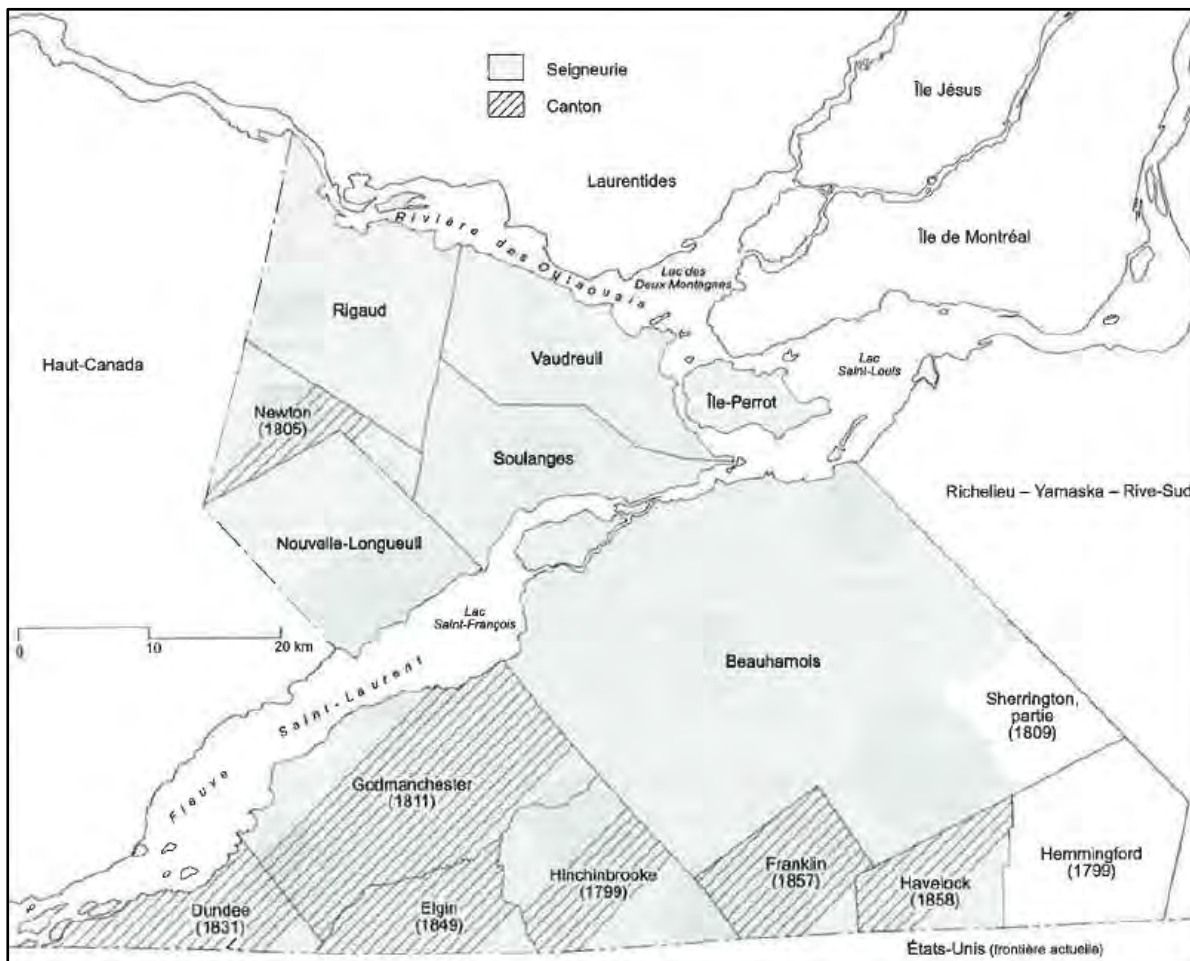 Seigneurie
Canton
Île Jésus
Laurentides
Île de Montréal
Rivière des Outaouais
Lac des
Deux Montagnes
Rigaud
Haut-Canada
Vaudreuil
Lac
Saint-Louis
Île-Perrot
Newton
(1805)
Soulanges
Richelieu – Yamaska – Rive-Sud
Nouvelle-Longueuil
Lac
Saint-François
0 10 20 km
Beauharnois
Fleuve Saint-Laurent
Sherrington,
partie
(1809)
Godmanchester
(1811)
Hinchinbrooke
(1799)
Franklin
(1857)
Havelock
(1858)
Hemmingford
(1799)
Dundee
(1831)
Elgin
(1849)
États-Unis (frontière actuelle)